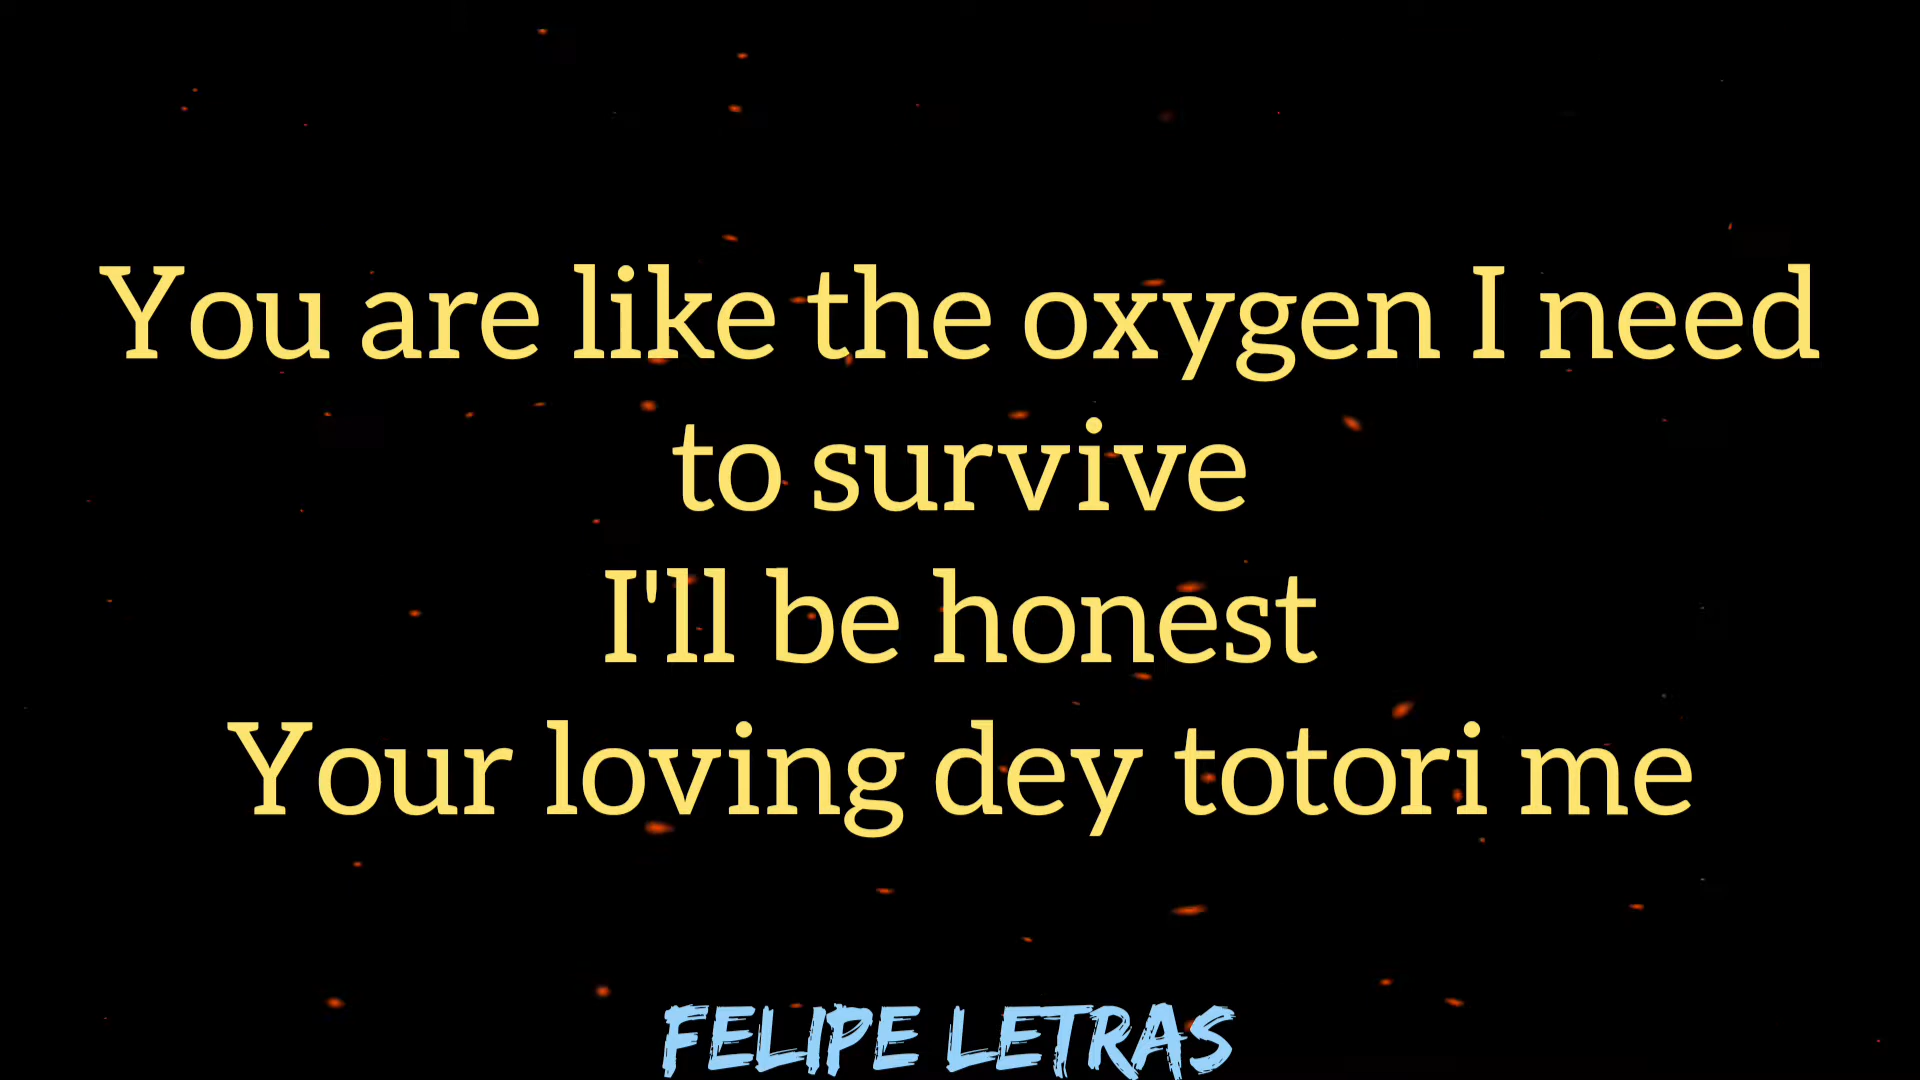 You are like the oxygen I need
to survive
I'll be honest
Your loving dey totori me
FELIPE LETRAS